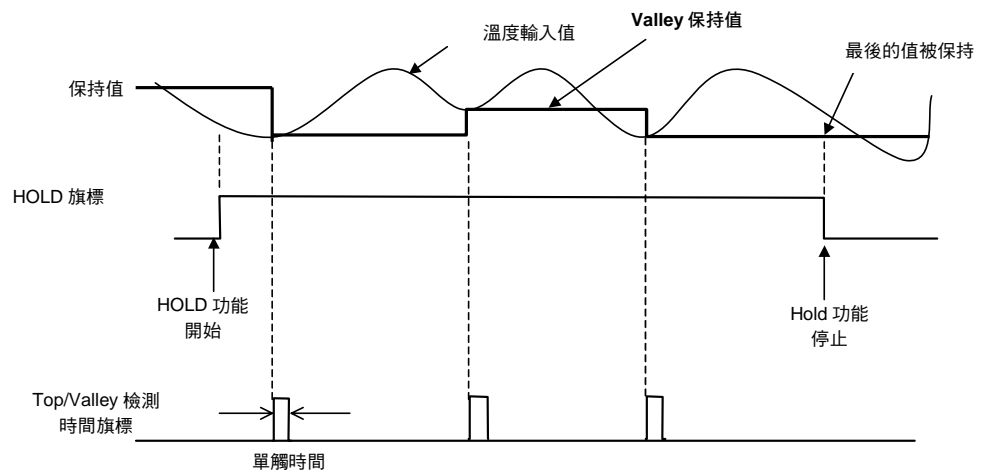 Valley 保持值
溫度輸入值
最後的值被保持
保持值
HOLD 旗標
HOLD 功能
開始
Hold 功能
停止
Top/Valley 檢測
時間旗標
單觸時間